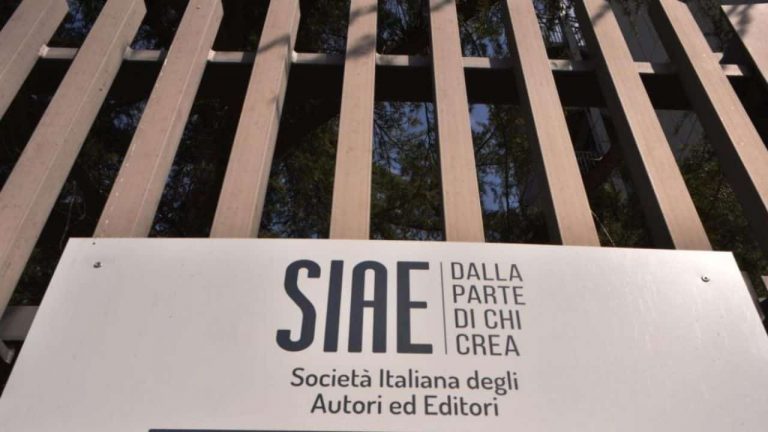 SIAE
DALLA
PARTE
DI CHI
CREA
Società Italiana degli
Autori ed Editori